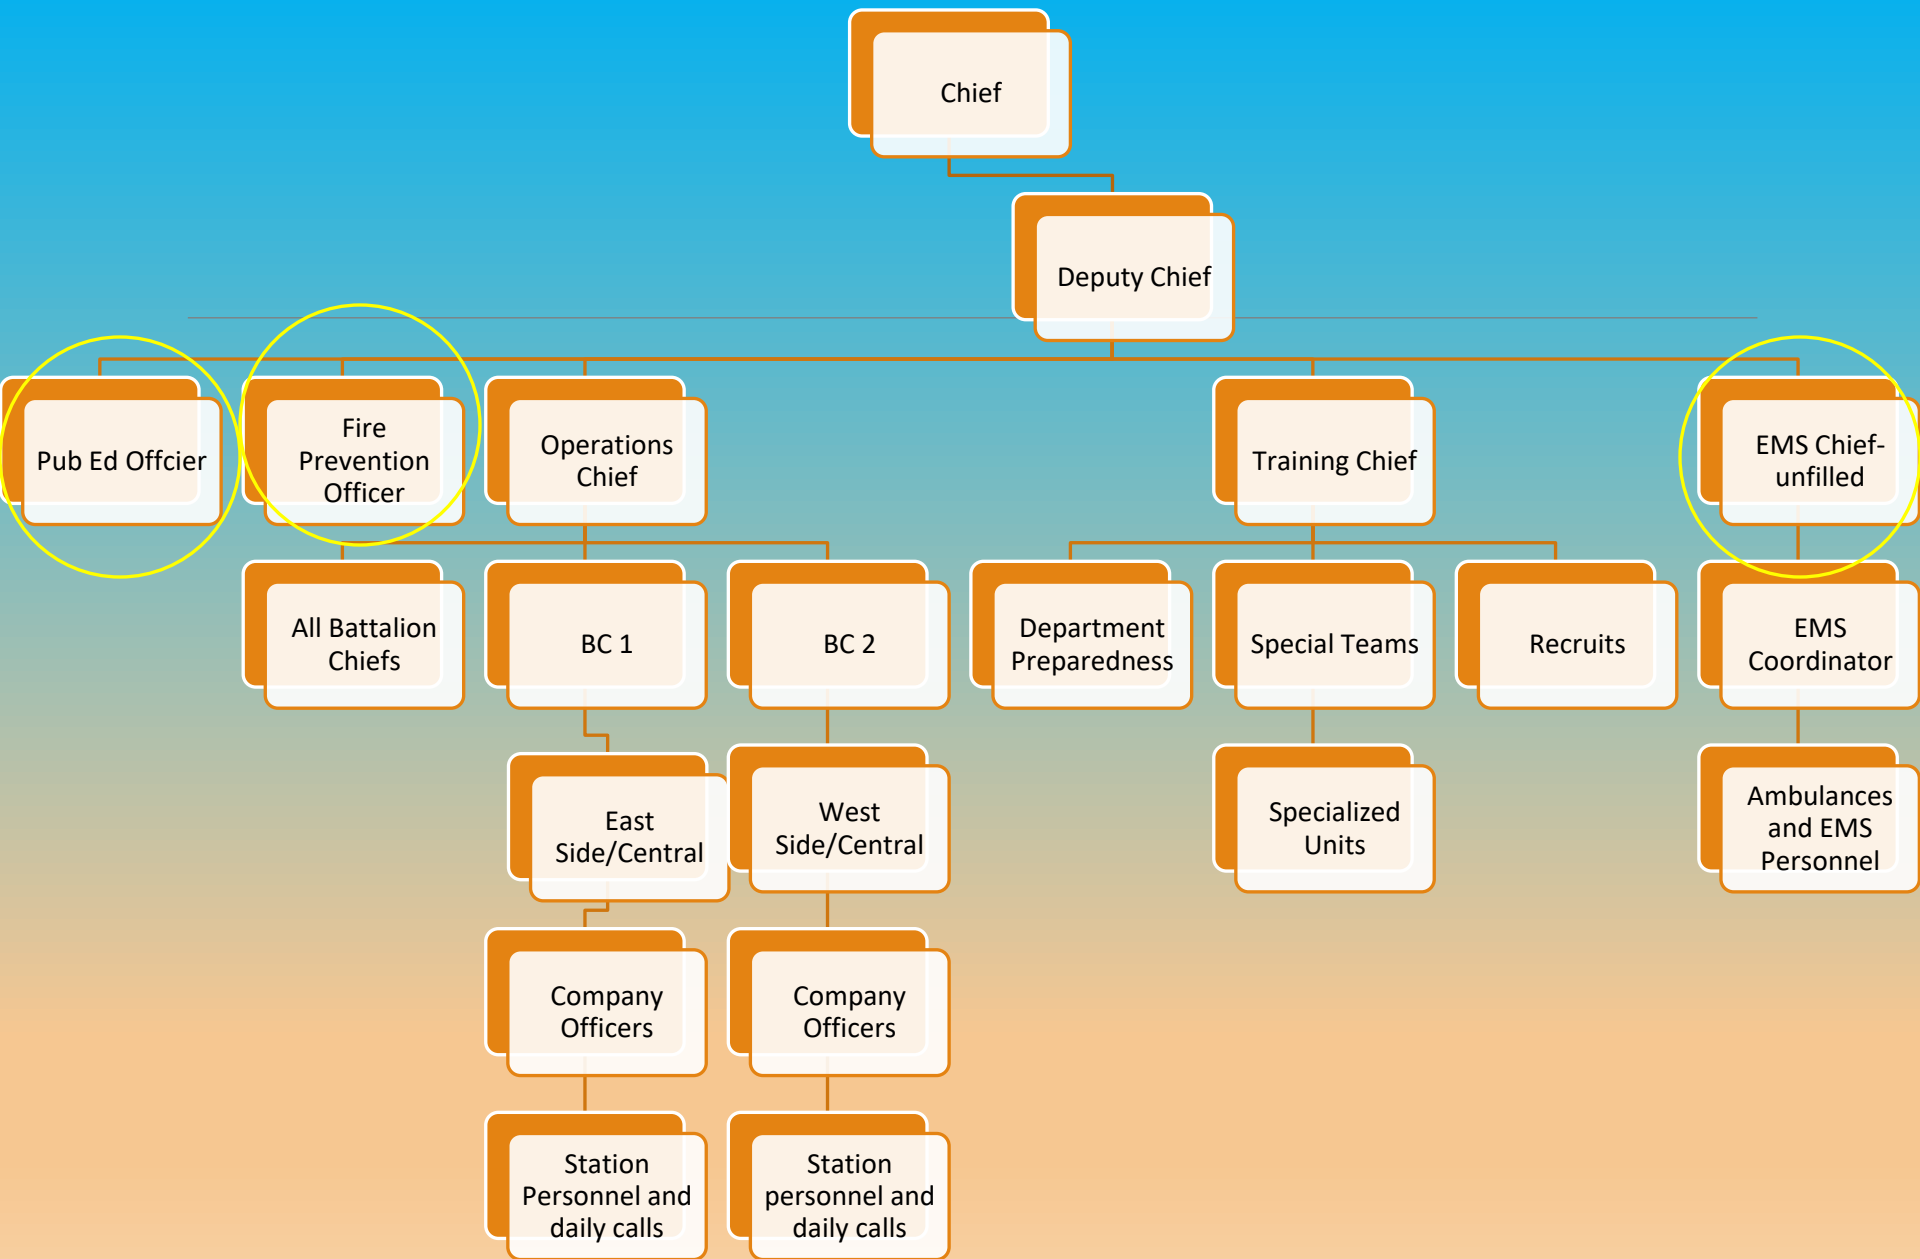 Chief
Deputy Chief
Pub Ed Offcier
Fire
Prevention
Officer
Operations
Chief
Training Chief
EMS Chief-
unfilled
All Battalion
Chiefs
BC 1
BC 2
Department
Preparedness
Special Teams
Recruits
EMS
Coordinator
East
Side/Central
West
Side/Central
Specialized
Units
Ambulances
and EMS
Personnel
Company
Officers
Company
Officers
Station
Personnel and
daily calls
Station
personnel and
daily calls